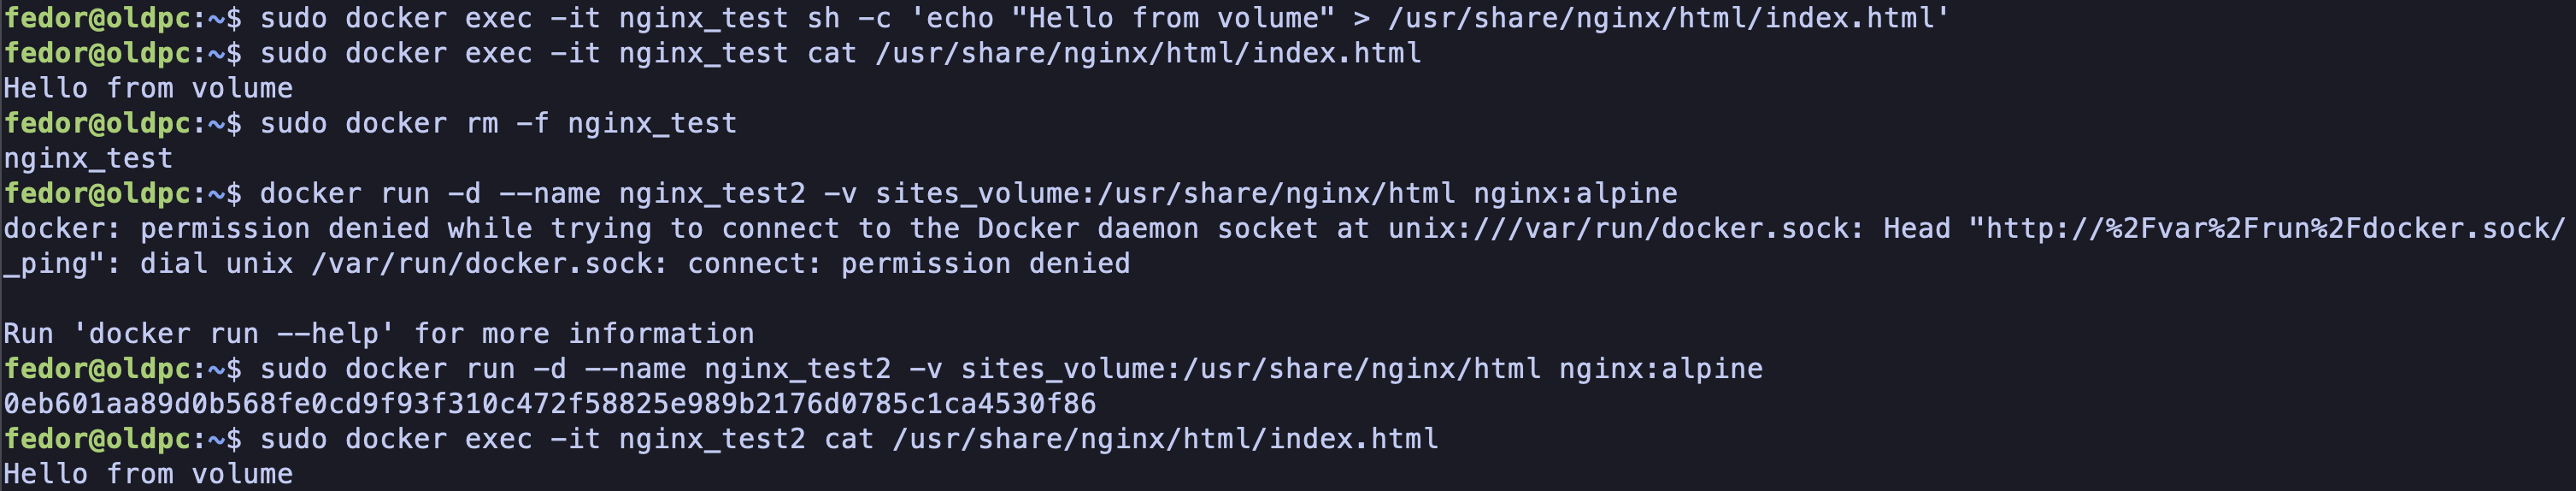 fedor@oldpc:~$ sudo docker exec -it nginx_test sh -c 'echo "Hello from volume" > /usr/share/nginx/html/index.html'
fedor@oldpc:~$ sudo docker exec -it nginx_test cat /usr/share/nginx/html/index.html
Hello from volume
fedor@oldpc:~$ sudo docker rm -f nginx_test
nginx_test
fedor@oldpc:~$ docker run -d --name nginx_test2 -v sites_volume:/usr/share/nginx/html nginx:alpine
docker: permission denied while trying to connect to the Docker daemon socket at unix:///var/run/docker.sock: Head "http://%2Fvar%2Frun%2Fdocker.sock/
_ping": dial unix /var/run/docker.sock: connect: permission denied

Run 'docker run --help' for more information
fedor@oldpc:~$ sudo docker run -d --name nginx_test2 -v sites_volume:/usr/share/nginx/html nginx:alpine
0eb601aa89d0b568fe0cd9f93f310c472f58825e989b2176d0785c1ca4530f86
fedor@oldpc:~$ sudo docker exec -it nginx_test2 cat /usr/share/nginx/html/index.html
Hello from volume